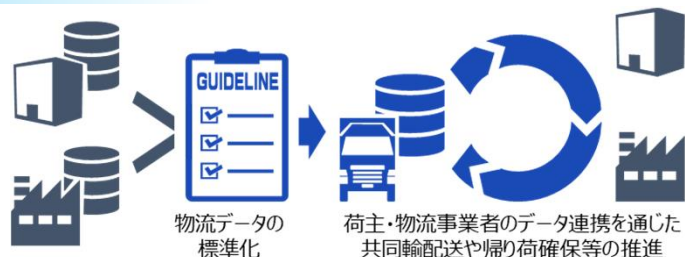 GUIDELINE
物流データの
標準化
荷主・物流事業者のデータ連携を通じた
共同輸配送や帰り荷確保等の推進